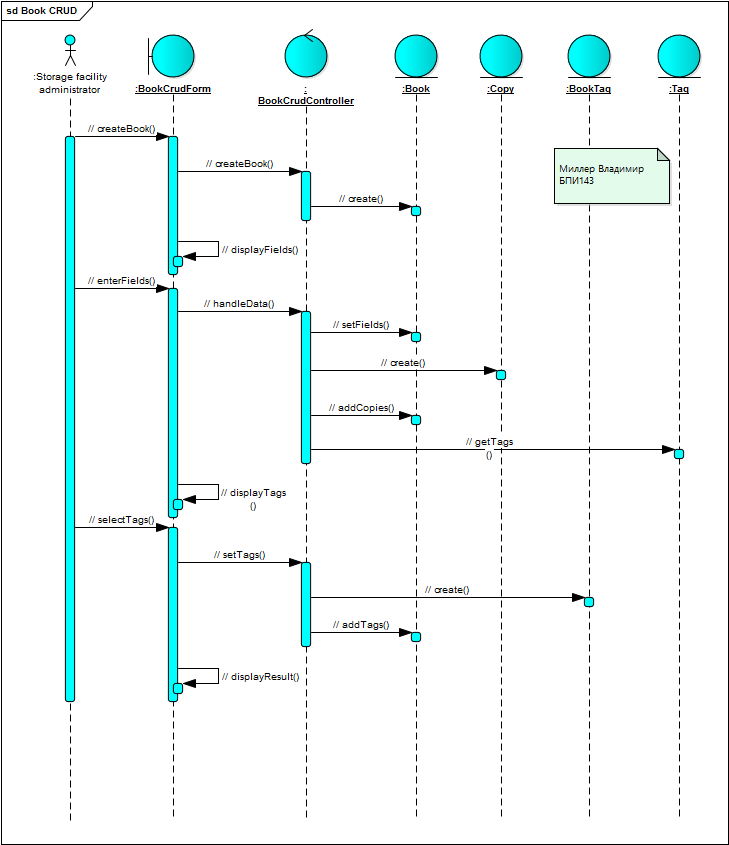 sd Book CRUD
:Storage facility
administrator
:BookCrudForm
:
BookCrudController
:Book
:Copy
:BookTag
:Tag
// createBook()
Миллер Владимир
БПИ143
// createBook()
// create()
// displayFields()
// enterFields()
// handleData()
// setFields()
// create()
// addCopies()
// getTags
()
// displayTags
()
// selectTags()
// setTags()
// create()
// addTags()
// displayResult()